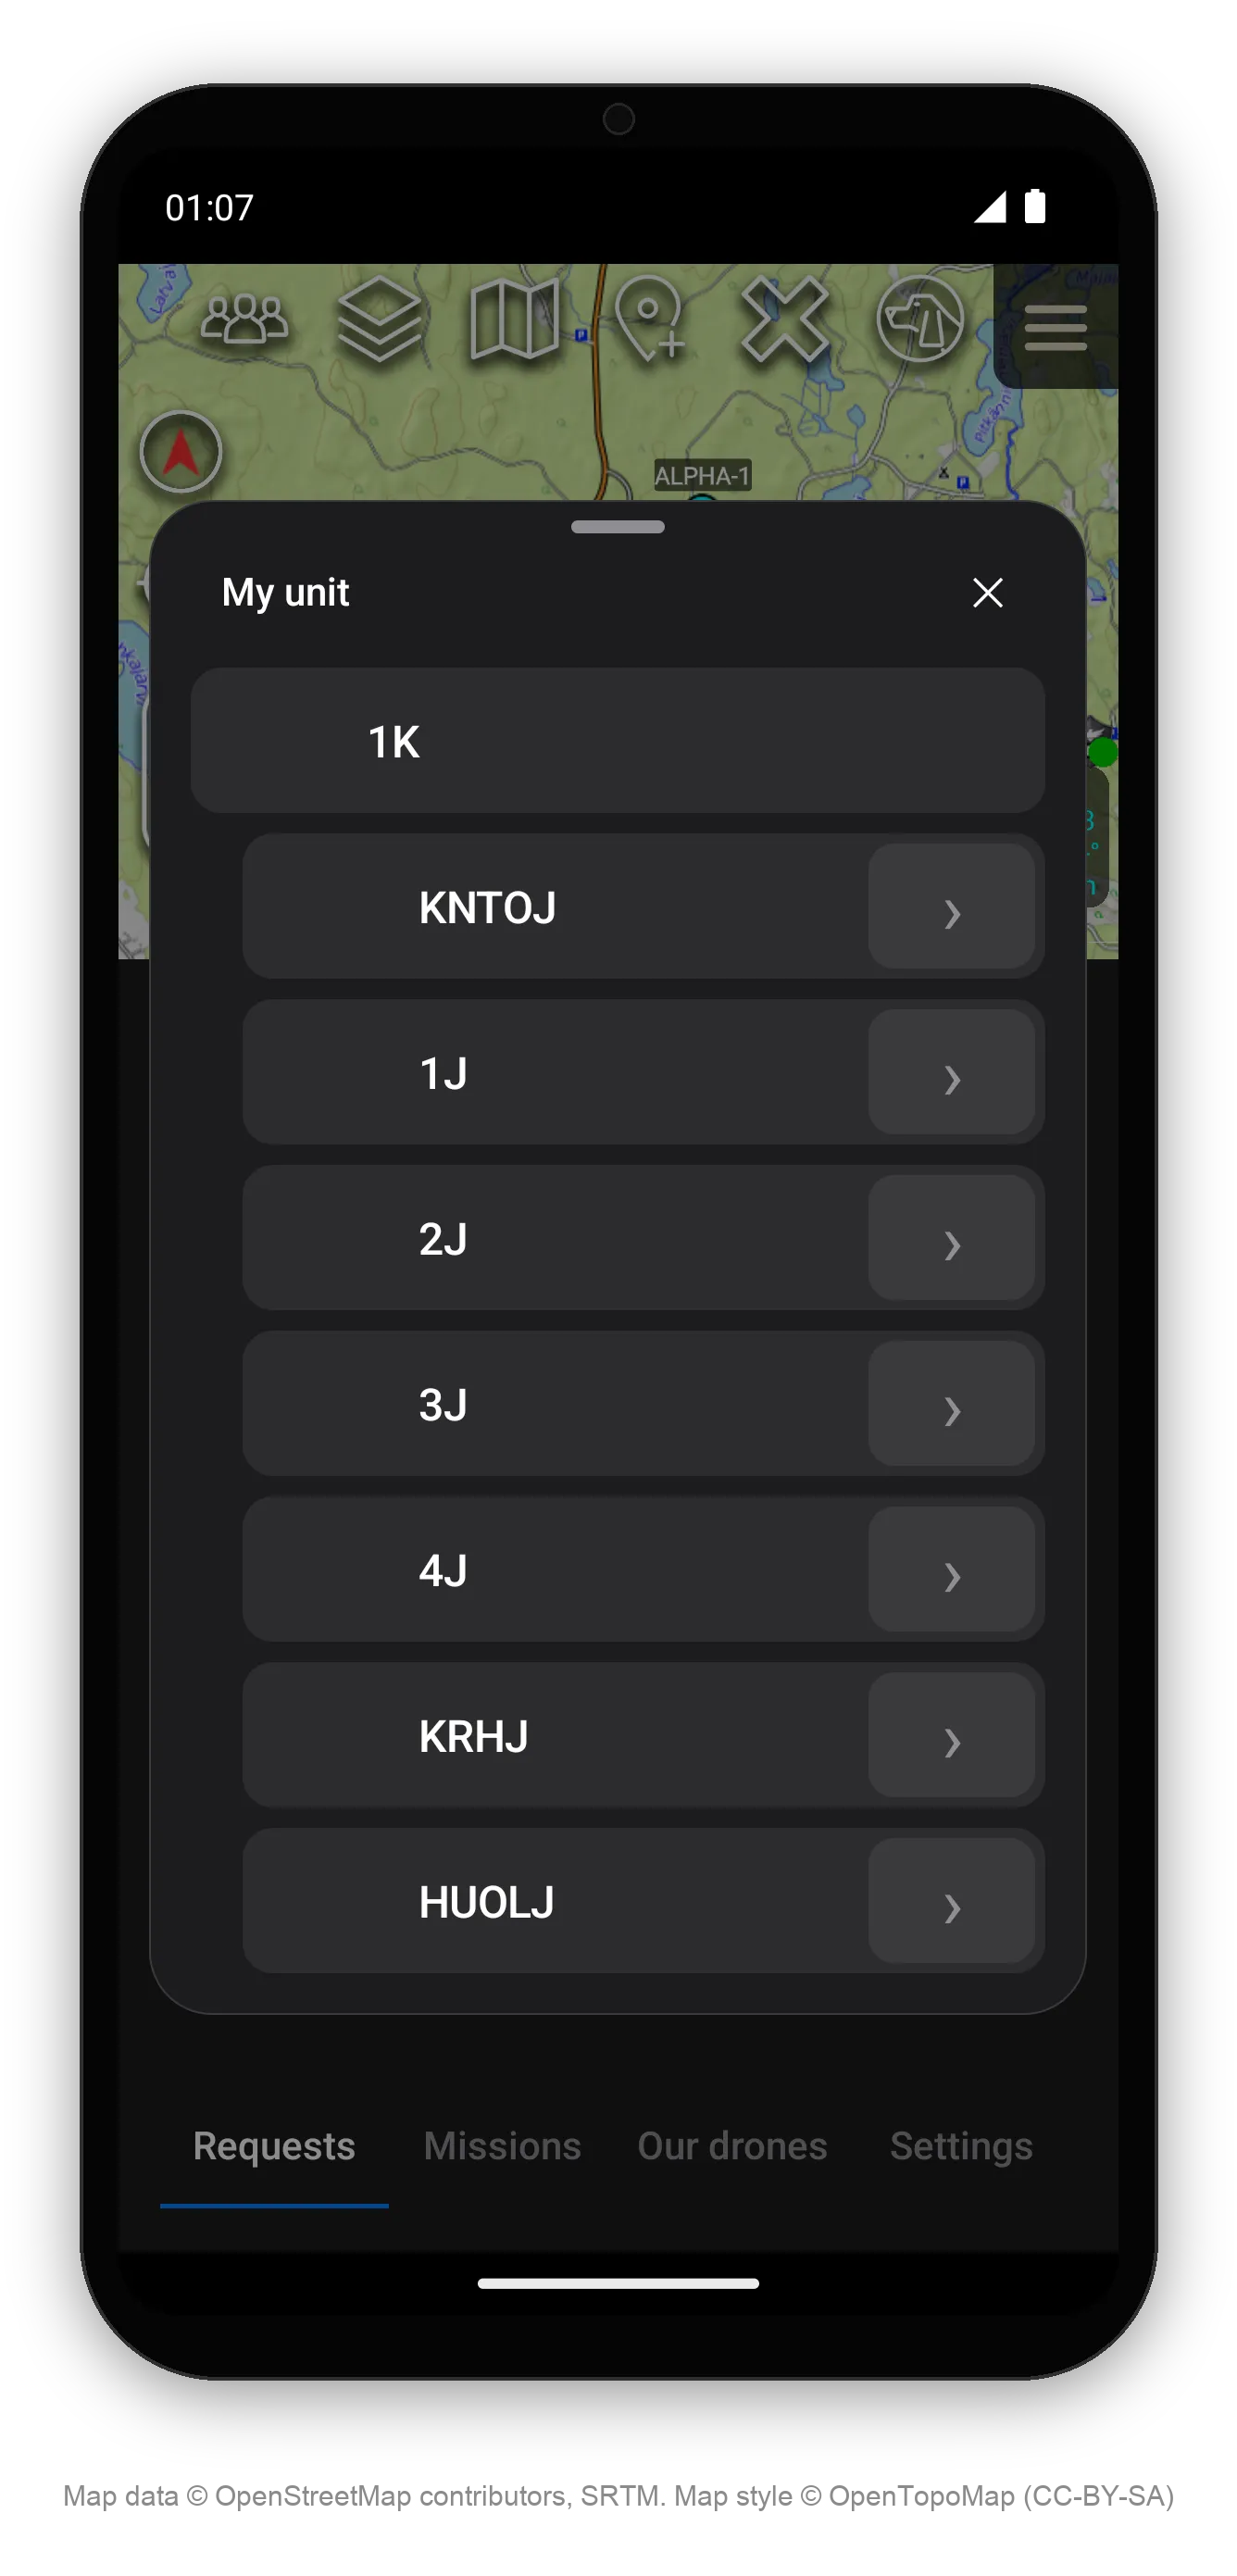 01:07
ALPHA-1
My unit
1K
KNTOJ
1J
2J
3J
4J
KRHJ
HUOLJ
Requests Missions Our drones Settings
Map data © OpenStreetMap contributors, SRTM. Map style © OpenTopoMap (CC-BY-SA)